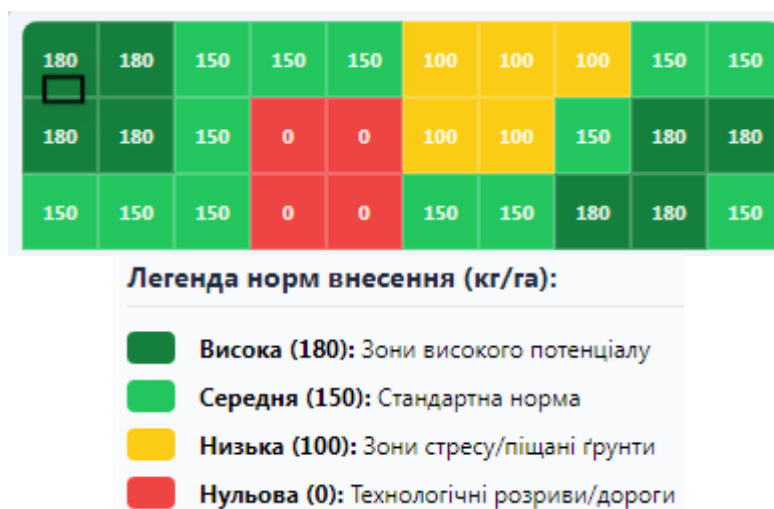 180 180 150 150 150 100 100 100 150 150
180 180 150 0 0 100 100 150 180 180
150 150 150 0 0 150 150 180 180 150
Легенда норм внесення (кг/га):
Висока (180): Зони високого потенціалу
Середня (150): Стандартна норма
Низька (100): Зони стресу/піщані ґрунти
Нульова (0): Технологічні розриви/дороги